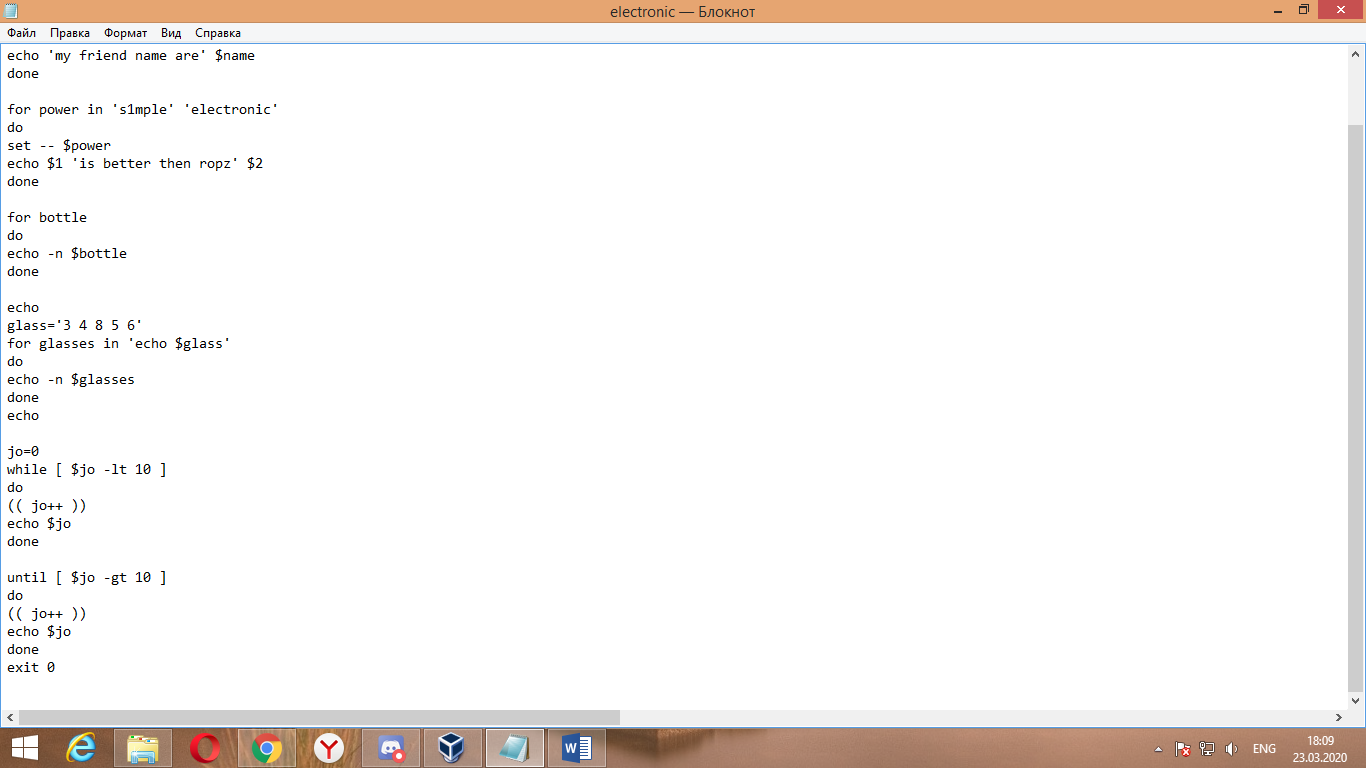 electronic — Блокнот
Файл Правка Формат Вид Справка
echo 'my friend name are' $name
done

for power in 's1mple' 'electronic'
do
set -- $power
echo $1 'is better then ropz' $2
done

for bottle
do
echo -n $bottle
done

echo
glass='3 4 8 5 6'
for glasses in 'echo $glass'
do
echo -n $glasses
done
echo

jo=0
while [ $jo -lt 10 ]
do
(( jo++ ))
echo $jo
done

until [ $jo -gt 10 ]
do
(( jo++ ))
echo $jo
done
exit 0
ENG
18:09
23.03.2020